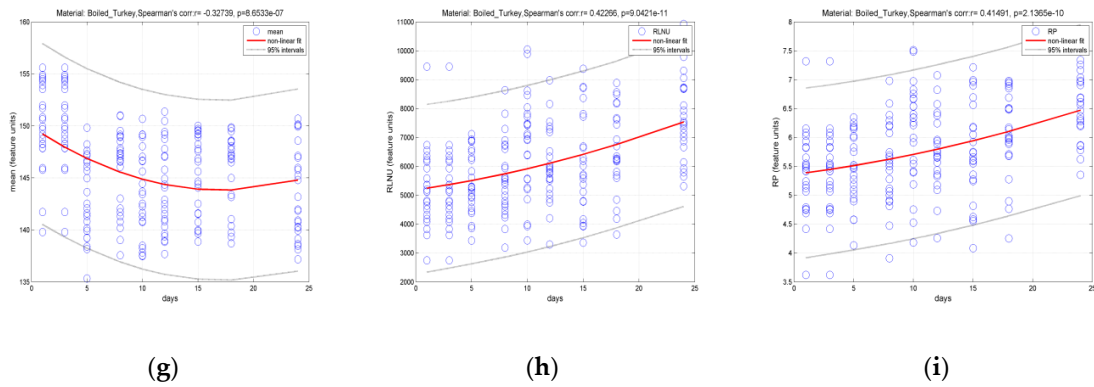 Material: Boiled_Turkey,Spearman's corr:r= -0.32739, p=8.6533e-07
160
155
150
145
140
135
mean (feature units)
mean
non-linear fit
95% intervals
0 5 10 15 20 25
days
(g)
Material: Boiled_Turkey,Spearman's corr:r= 0.42266, p=9.0421e-11
11000
10000
9000
8000
7000
6000
5000
4000
3000
2000
RLNU (feature units)
RLNU
non-linear fit
95% intervals
0 5 10 15 20 25
days
(h)
Material: Boiled_Turkey,Spearman's corr:r= 0.41491, p=2.1365e-10
8
7.5
7
6.5
6
5.5
5
4.5
4
3.5
RP (feature units)
RP
non-linear fit
95% intervals
0 5 10 15 20 25
days
(i)